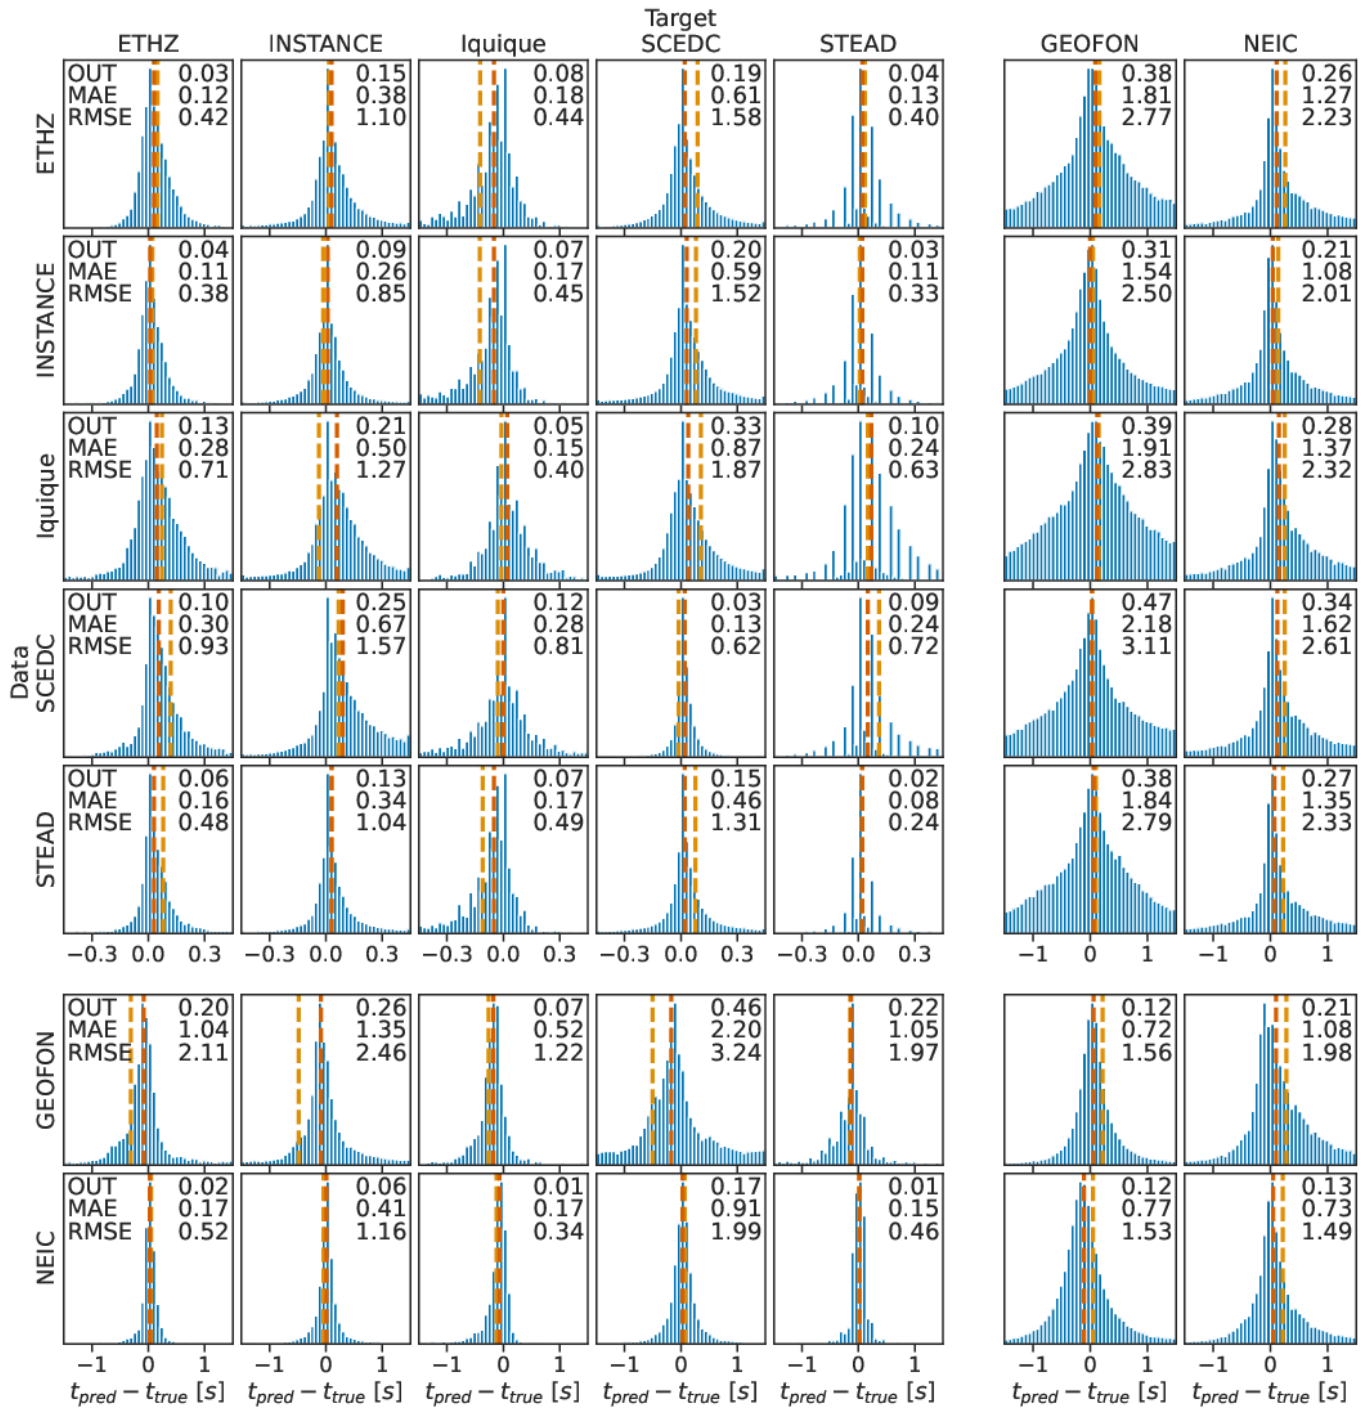 Target
ETHZ INSTANCE Iquique SCEDC STEAD GEOFON NEIC
Data
ETHZ
OUT 0.03 0.15 0.08 0.19 0.04 0.38 0.26
MAE 0.12 0.38 0.18 0.61 0.13 1.81 1.27
RMSE 0.42 1.10 0.44 1.58 0.40 2.77 2.23
INSTANCE
OUT 0.04 0.09 0.07 0.20 0.03 0.31 0.21
MAE 0.11 0.26 0.17 0.59 0.11 1.54 1.08
RMSE 0.38 0.85 0.45 1.52 0.33 2.50 2.01
Iquique
OUT 0.13 0.21 0.05 0.33 0.10 0.39 0.28
MAE 0.28 0.50 0.15 0.87 0.24 1.91 1.37
RMSE 0.71 1.27 0.40 1.87 0.63 2.83 2.32
SCEDC
OUT 0.10 0.25 0.12 0.03 0.09 0.47 0.34
MAE 0.30 0.67 0.28 0.13 0.24 2.18 1.62
RMSE 0.93 1.57 0.81 0.62 0.72 3.11 2.61
STEAD
OUT 0.06 0.13 0.07 0.15 0.02 0.38 0.27
MAE 0.16 0.34 0.17 0.46 0.08 1.84 1.35
RMSE 0.48 1.04 0.49 1.31 0.24 2.79 2.33
−0.3 0.0 0.3 −0.3 0.0 0.3 −0.3 0.0 0.3 −0.3 0.0 0.3 −0.3 0.0 0.3 −1 0 1 −1 0 1
GEOFON
OUT 0.20 0.26 0.07 0.46 0.22 0.12 0.21
MAE 1.04 1.35 0.52 2.20 1.05 0.72 1.08
RMSE 2.11 2.46 1.22 3.24 1.97 1.56 1.98
NEIC
OUT 0.02 0.06 0.01 0.17 0.01 0.12 0.13
MAE 0.17 0.41 0.17 0.91 0.15 0.77 0.73
RMSE 0.52 1.16 0.34 1.99 0.46 1.53 1.49
−1 0 1 −1 0 1 −1 0 1 −1 0 1 −1 0 1 −1 0 1 −1 0 1
t_pred − t_true [s] t_pred − t_true [s] t_pred − t_true [s] t_pred − t_true [s] t_pred − t_true [s] t_pred − t_true [s] t_pred − t_true [s]